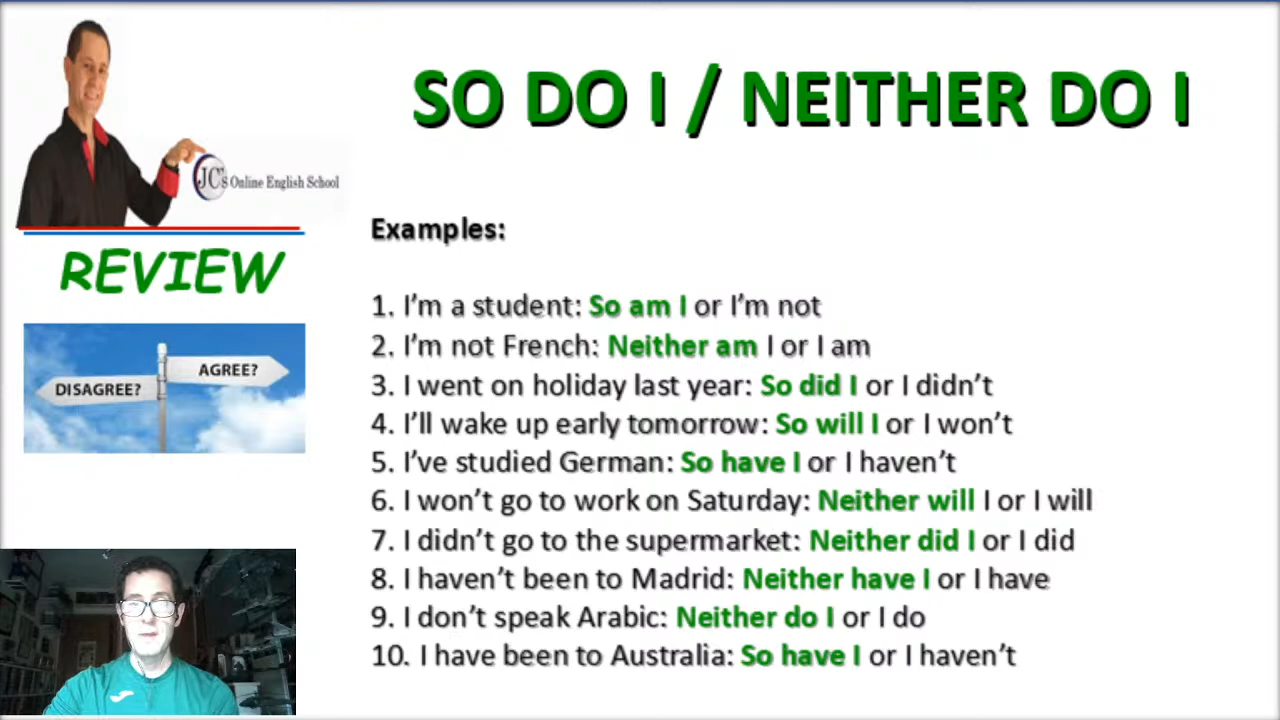 SO DO I / NEITHER DO I
JC's Online English School
REVIEW
DISAGREE?
AGREE?
Examples:
1. I'm a student: So am I or I'm not
2. I'm not French: Neither am I or I am
3. I went on holiday last year: So did I or I didn't
4. I'll wake up early tomorrow: So will I or I won't
5. I've studied German: So have I or I haven't
6. I won't go to work on Saturday: Neither will I or I will
7. I didn't go to the supermarket: Neither did I or I did
8. I haven't been to Madrid: Neither have I or I have
9. I don't speak Arabic: Neither do I or I do
10. I have been to Australia: So have I or I haven't